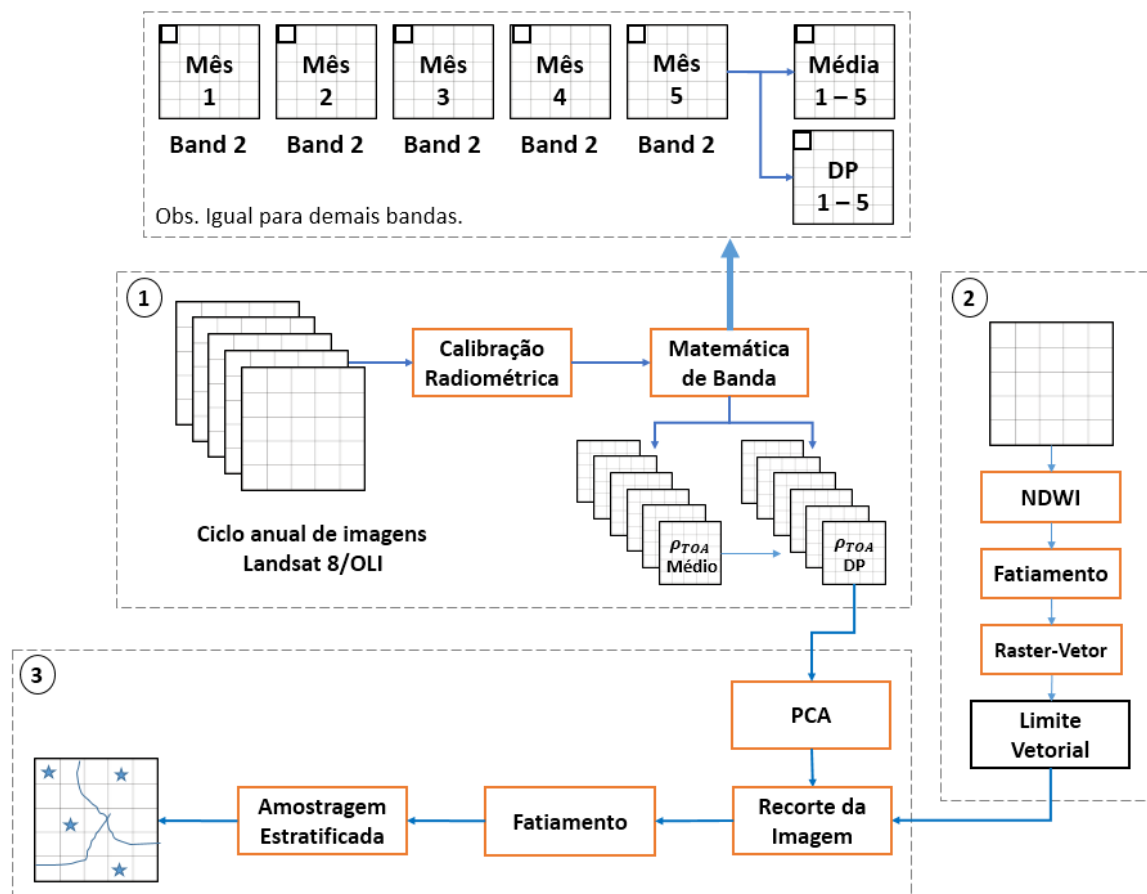 Mês
1
Mês
2
Mês
3
Mês
4
Mês
5
Média
1 – 5
Band 2
Band 2
Band 2
Band 2
Band 2
DP
1 – 5
Obs. Igual para demais bandas.
1
Calibração
Radiométrica
Matemática
de Banda
Ciclo anual de imagens
Landsat 8/OLI
ρTOA
Médio
ρTOA
DP
2
NDWI
Fatiamento
Raster-Vetor
Limite
Vetorial
3
PCA
Recorte da
Imagem
Fatiamento
Amostragem
Estratificada